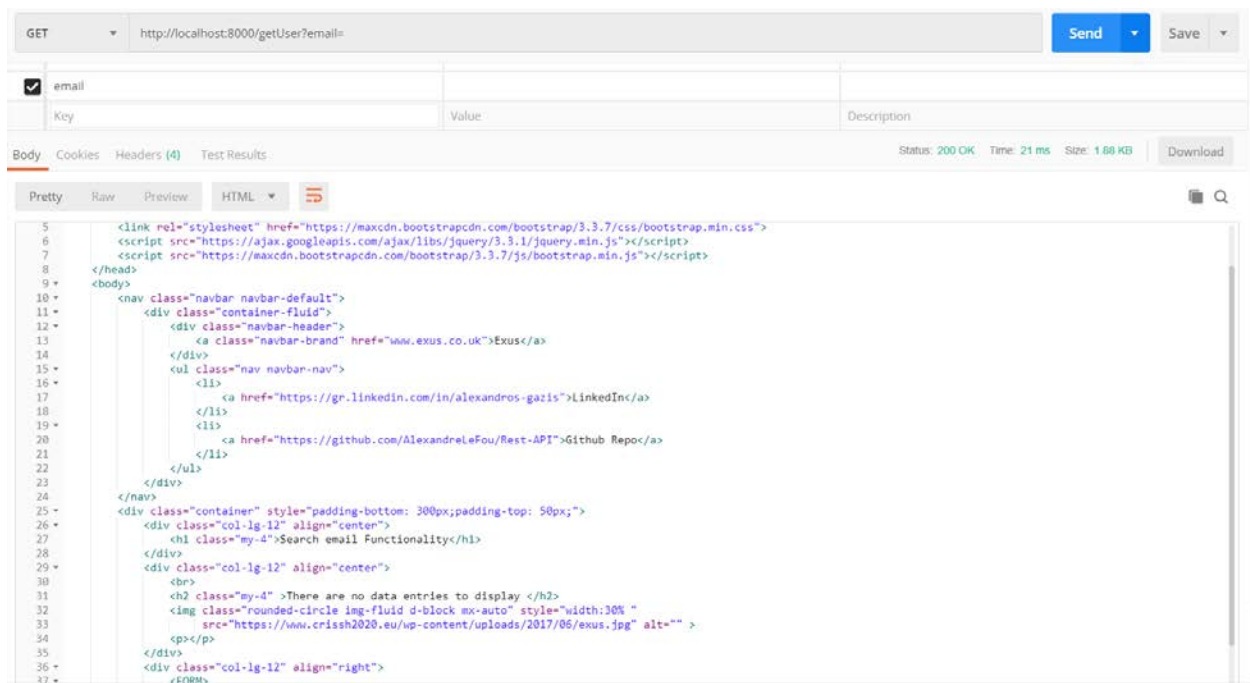 GET http://localhost:8000/getUser?email= Send Save
email
Key Value Description
Body Cookies Headers (4) Test Results Status: 200 OK Time: 21 ms Size: 1.88 KB Download
Pretty Raw Preview HTML
5 <link rel="stylesheet" href="https://maxcdn.bootstrapcdn.com/bootstrap/3.3.7/css/bootstrap.min.css">
6 <script src="https://ajax.googleapis.com/ajax/libs/jquery/3.3.1/jquery.min.js"></script>
7 <script src="https://maxcdn.bootstrapcdn.com/bootstrap/3.3.7/js/bootstrap.min.js"></script>
8 </head>
9 <body>
10 <nav class="navbar navbar-default">
11 <div class="container-fluid">
12 <div class="navbar-header">
13 <a class="navbar-brand" href="www.exus.co.uk">Exus</a>
14 </div>
15 <ul class="nav navbar-nav">
16 <li>
17 <a href="https://gr.linkedin.com/in/alexandros-gazis">LinkedIn</a>
18 </li>
19 <li>
20 <a href="https://github.com/AlexandreLeFou/Rest-API">Github Repo</a>
21 </li>
22 </ul>
23 </div>
24 </nav>
25 <div class="container" style="padding-bottom: 300px;padding-top: 50px;">
26 <div class="col-lg-12" align="center">
27 <h1 class="my-4">Search email Functionality</h1>
28 </div>
29 <div class="col-lg-12" align="center">
30 <br>
31 <h2 class="my-4" >There are no data entries to display </h2>
32 <img class="rounded-circle img-fluid d-block mx-auto" style="width:30% "
33 src="https://www.crissh2020.eu/wp-content/uploads/2017/06/exus.jpg" alt="" >
34 <p></p>
35 </div>
36 <div class="col-lg-12" align="right">
37 <FORM>